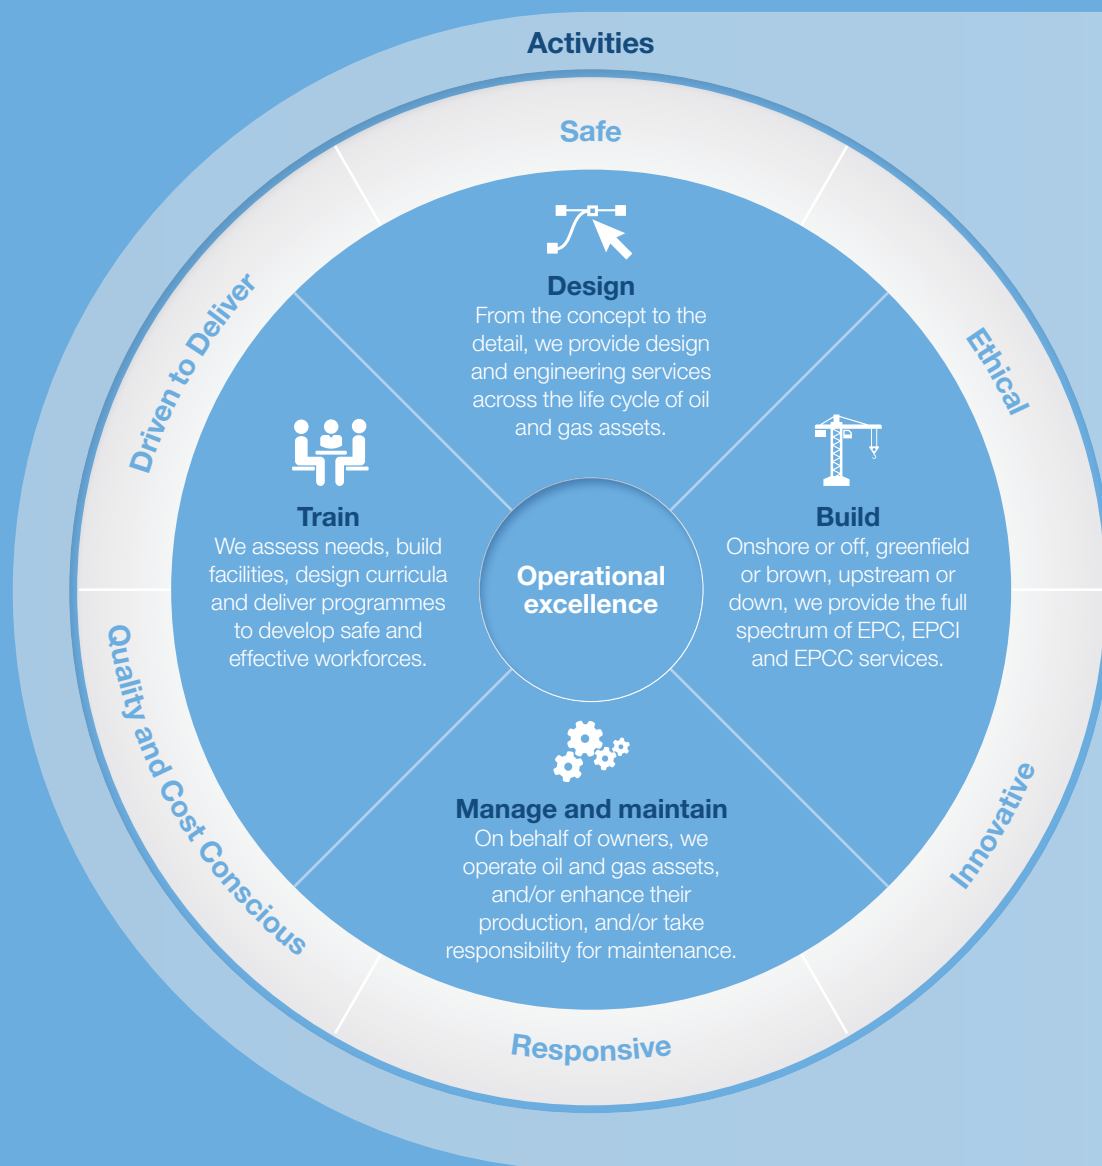 Activities
Safe
Ethical
Innovative
Responsive
Quality and Cost Conscious
Driven to Deliver
Design
From the concept to the
detail, we provide design
and engineering services
across the life cycle of oil
and gas assets.
Build
Onshore or off, greenfield
or brown, upstream or
down, we provide the full
spectrum of EPC, EPCI
and EPCC services.
Manage and maintain
On behalf of owners, we
operate oil and gas assets,
and/or enhance their
production, and/or take
responsibility for maintenance.
Train
We assess needs, build
facilities, design curricula
and deliver programmes
to develop safe and
effective workforces.
Operational
excellence